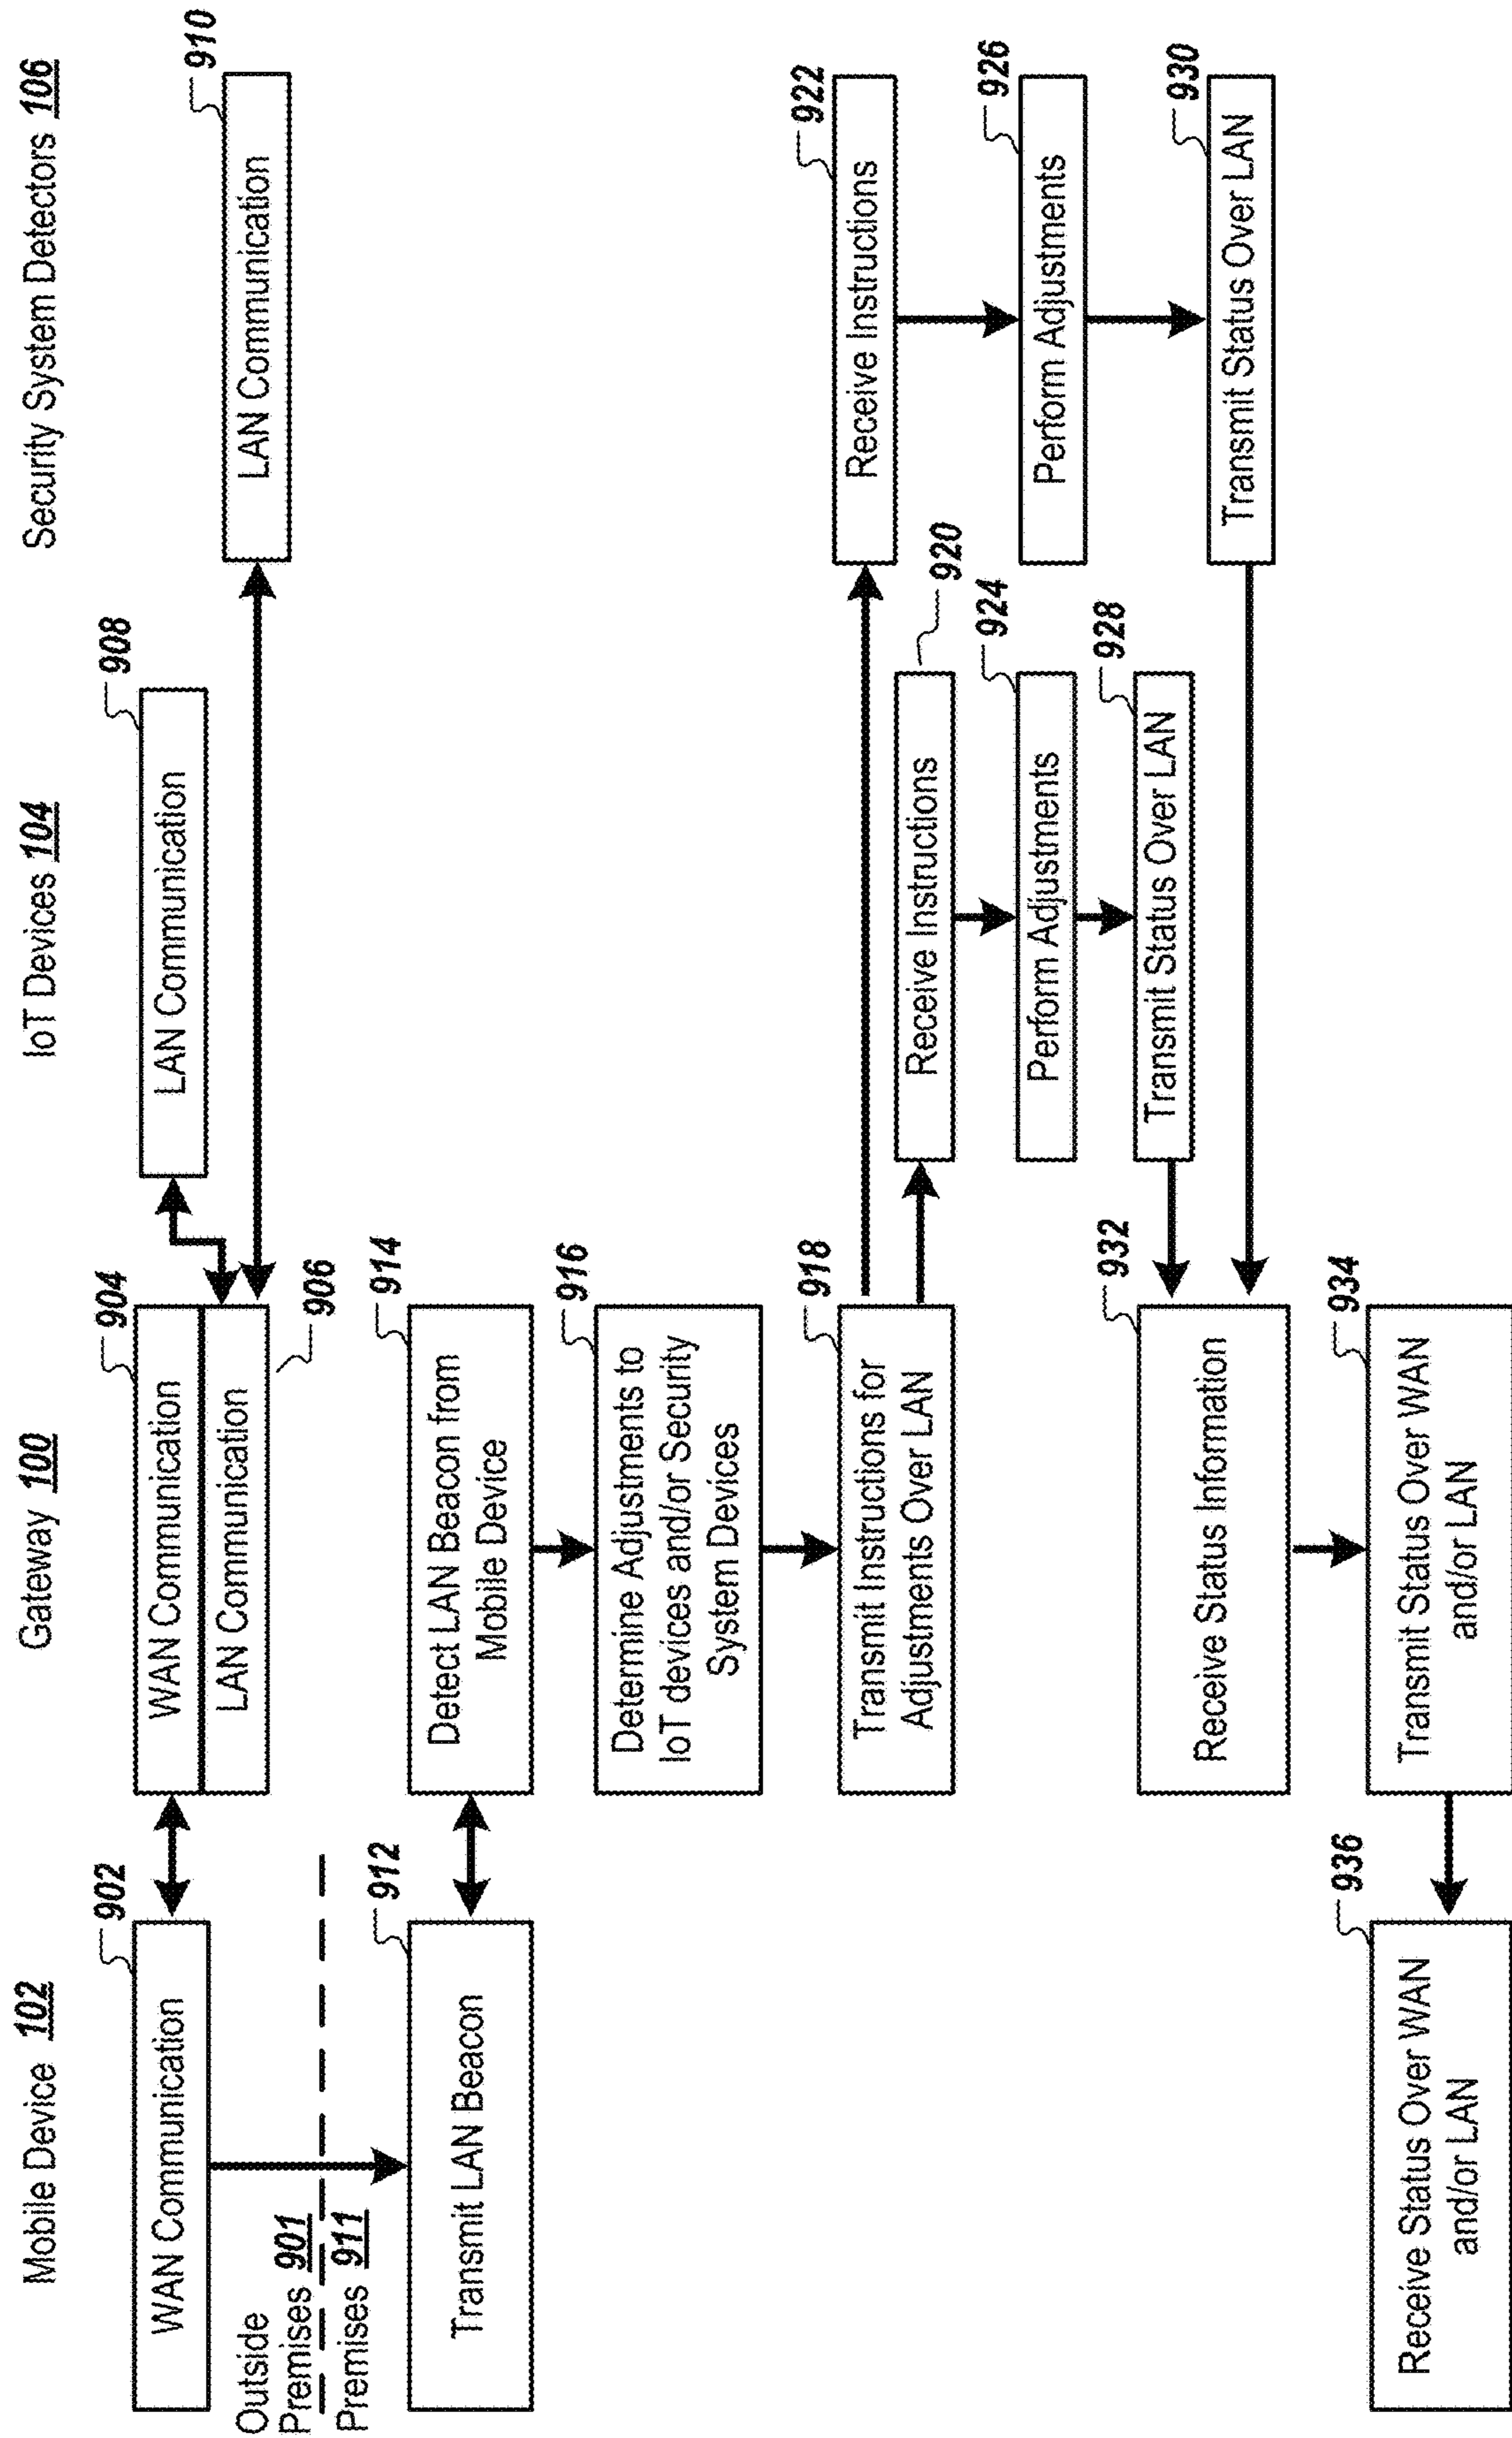 Mobile Device 102
Gateway 100
IoT Devices 104
Security System Detectors 106
902
WAN Communication
904
WAN Communication
LAN Communication
906
908
LAN Communication
910
LAN Communication
Outside
Premises 901
Premises 911
912
Transmit LAN Beacon
914
Detect LAN Beacon from
Mobile Device
916
Determine Adjustments to
IoT devices and/or Security
System Devices
918
Transmit Instructions for
Adjustments Over LAN
920
Receive Instructions
922
Receive Instructions
924
Perform Adjustments
926
Perform Adjustments
928
Transmit Status Over LAN
930
Transmit Status Over LAN
932
Receive Status Information
934
Transmit Status Over WAN
and/or LAN
936
Receive Status Over WAN
and/or LAN